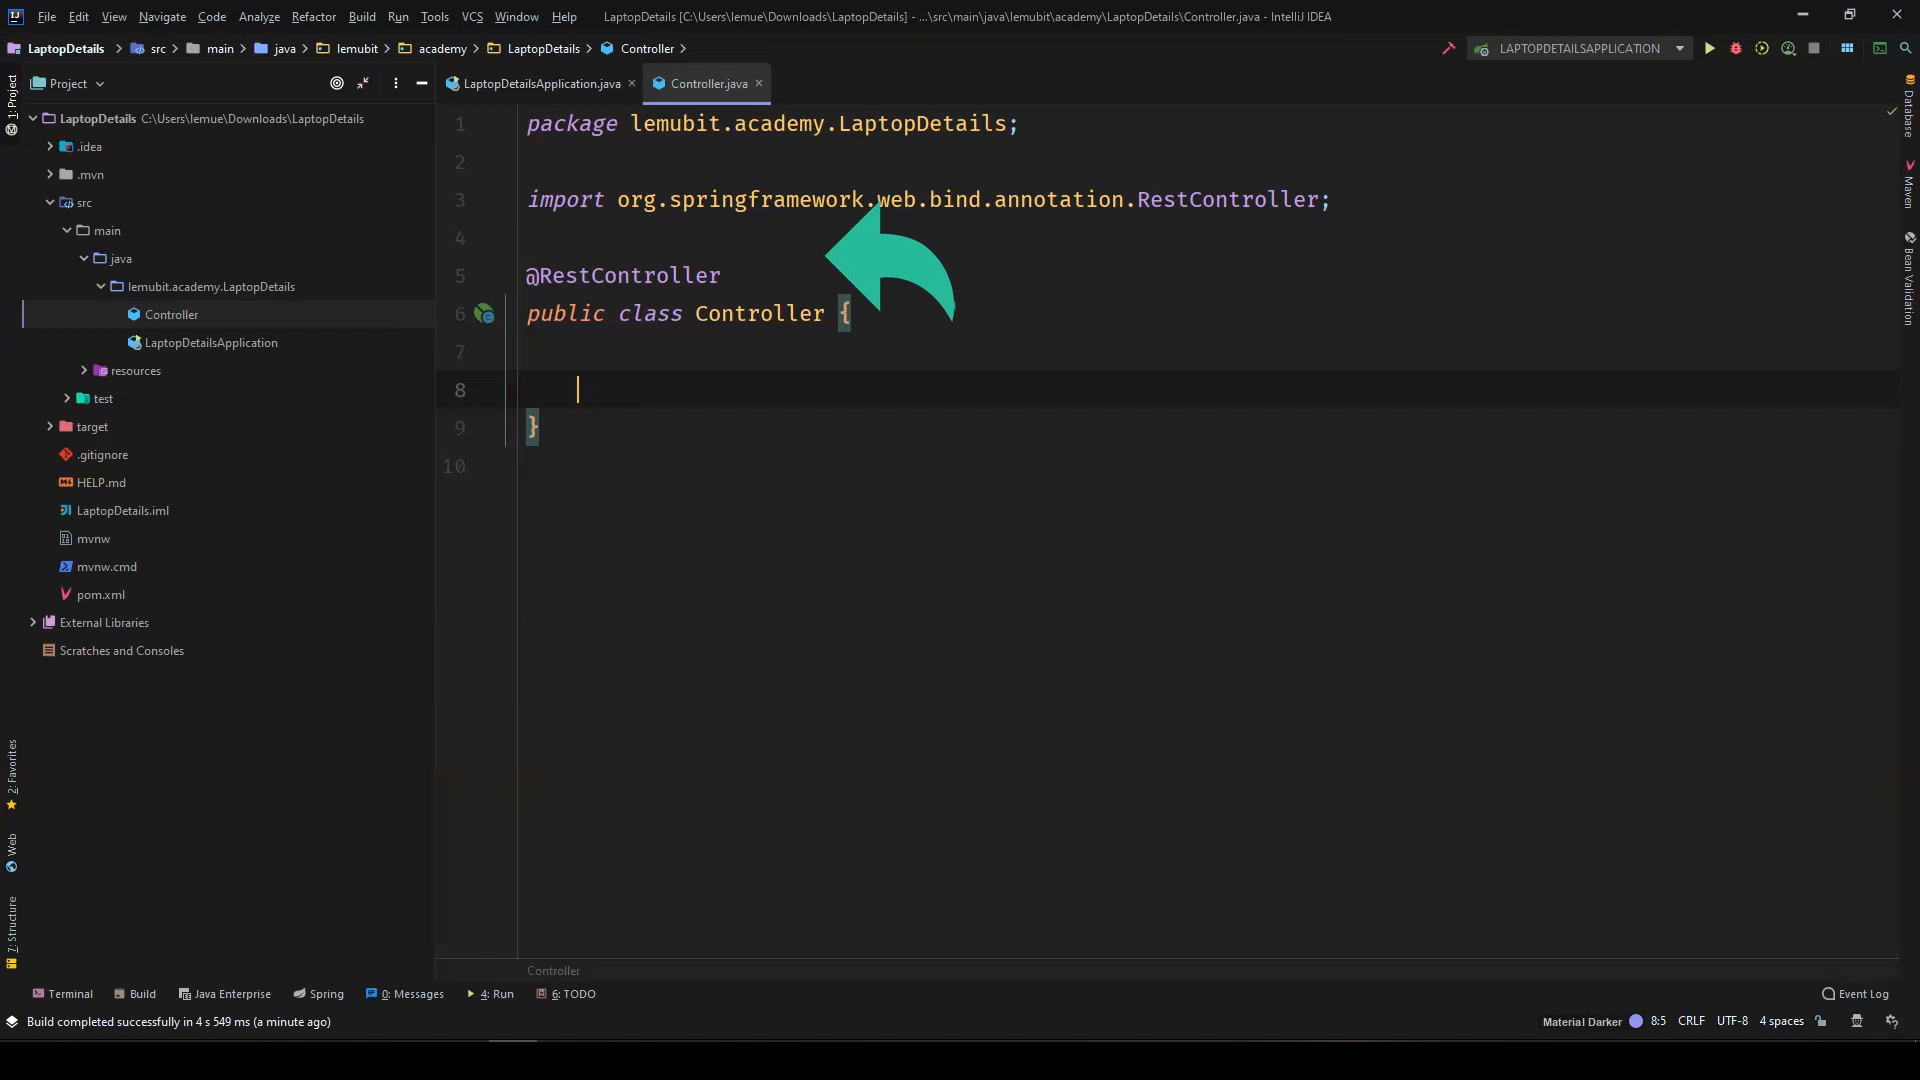 File Edit View Navigate Code Analyze Refactor Build Run Tools VCS Window Help LaptopDetails [C:\Users\lemue\Downloads\LaptopDetails] - ...\src\main\java\lemubit\academy\LaptopDetails\Controller.java - IntelliJ IDEA
LaptopDetails src main java lemubit academy LaptopDetails Controller LAPTOPDETAILSAPPLICATION
Project
LaptopDetailsApplication.java Controller.java
1: Project
LaptopDetails C:\Users\lemue\Downloads\LaptopDetails
.idea
.mvn
src
main
java
lemubit.academy.LaptopDetails
Controller
LaptopDetailsApplication
resources
test
target
.gitignore
HELP.md
LaptopDetails.iml
mvnw
mvnw.cmd
pom.xml
External Libraries
Scratches and Consoles
1 package lemubit.academy.LaptopDetails;
2
3 import org.springframework.web.bind.annotation.RestController;
4
5 @RestController
6 public class Controller {
7
8
9 }
10
Database
Maven
Bean Validation
2: Favorites
Web
7: Structure
Controller
Terminal Build Java Enterprise Spring 0: Messages 4: Run 6: TODO Event Log
Build completed successfully in 4 s 549 ms (a minute ago) Material Darker 8:5 CRLF UTF-8 4 spaces